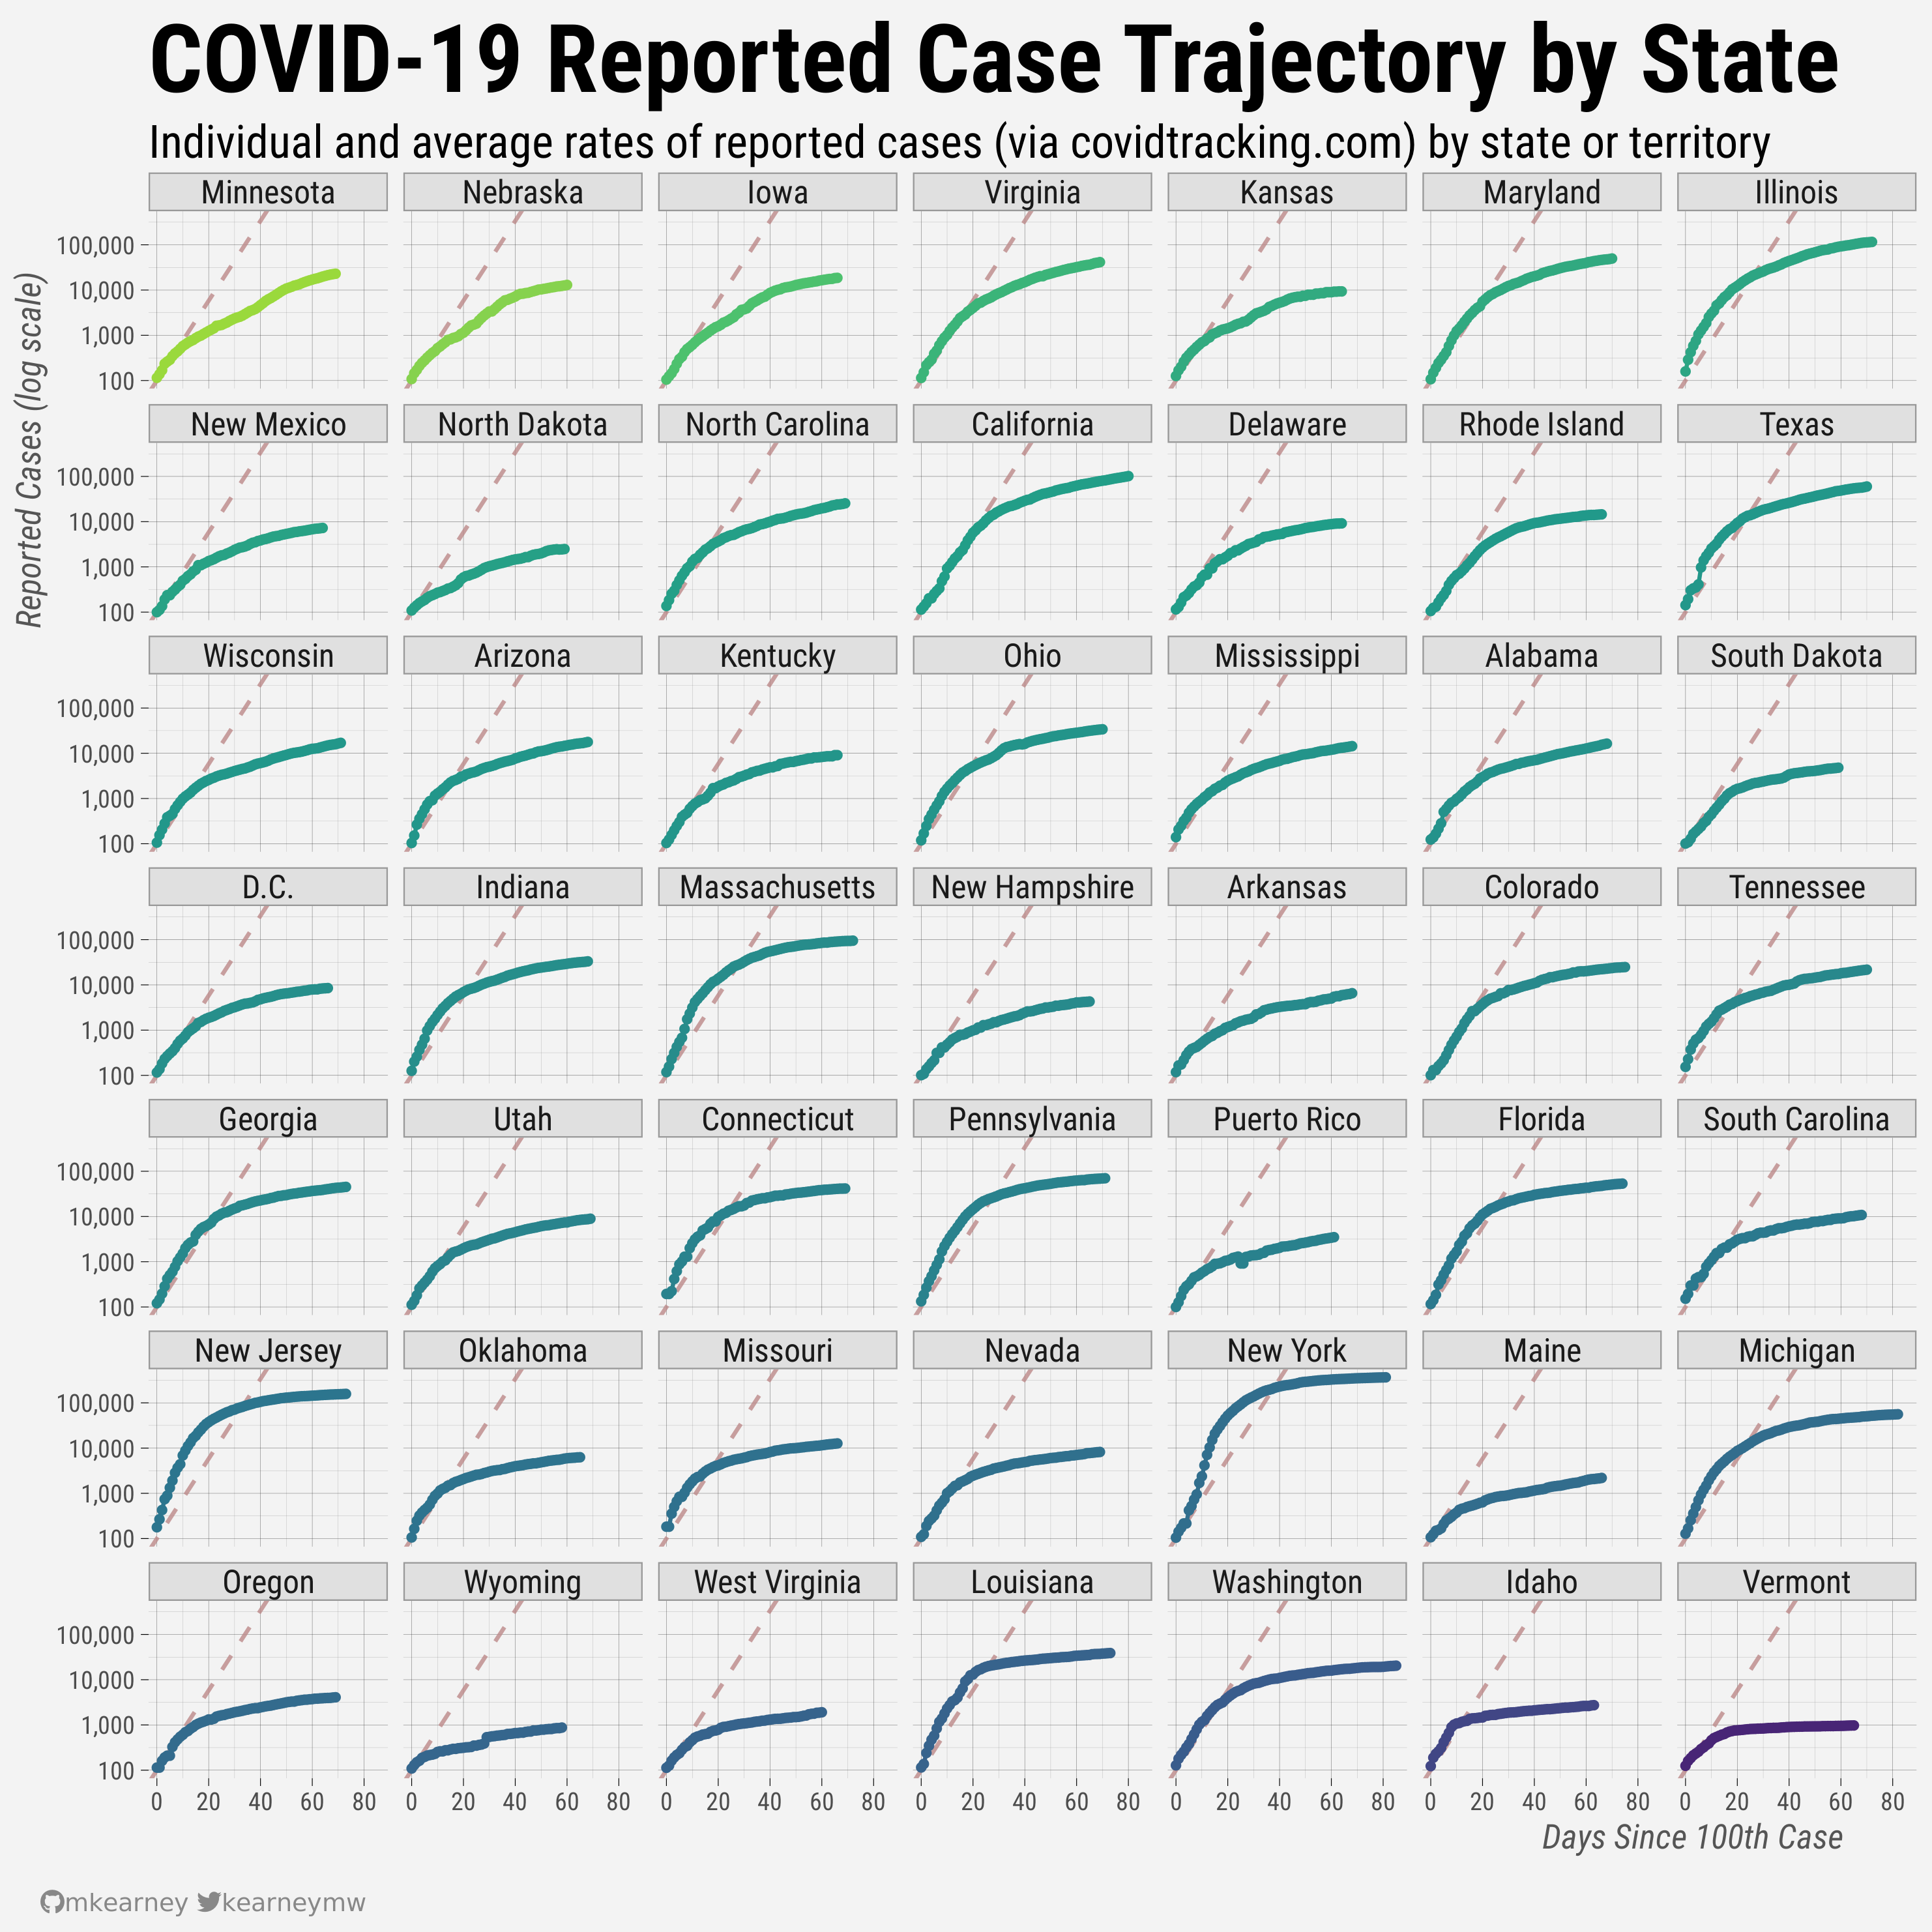 COVID-19 Reported Case Trajectory by State
Individual and average rates of reported cases (via covidtracking.com) by state or territory
Reported Cases (log scale)
Minnesota Nebraska Iowa Virginia Kansas Maryland Illinois
100,000
10,000
1,000
100
New Mexico North Dakota North Carolina California Delaware Rhode Island Texas
100,000
10,000
1,000
100
Wisconsin Arizona Kentucky Ohio Mississippi Alabama South Dakota
100,000
10,000
1,000
100
D.C. Indiana Massachusetts New Hampshire Arkansas Colorado Tennessee
100,000
10,000
1,000
100
Georgia Utah Connecticut Pennsylvania Puerto Rico Florida South Carolina
100,000
10,000
1,000
100
New Jersey Oklahoma Missouri Nevada New York Maine Michigan
100,000
10,000
1,000
100
Oregon Wyoming West Virginia Louisiana Washington Idaho Vermont
100,000
10,000
1,000
100
0 20 40 60 80 0 20 40 60 80 0 20 40 60 80 0 20 40 60 80 0 20 40 60 80 0 20 40 60 80 0 20 40 60 80
Days Since 100th Case
mkearney kearneymw